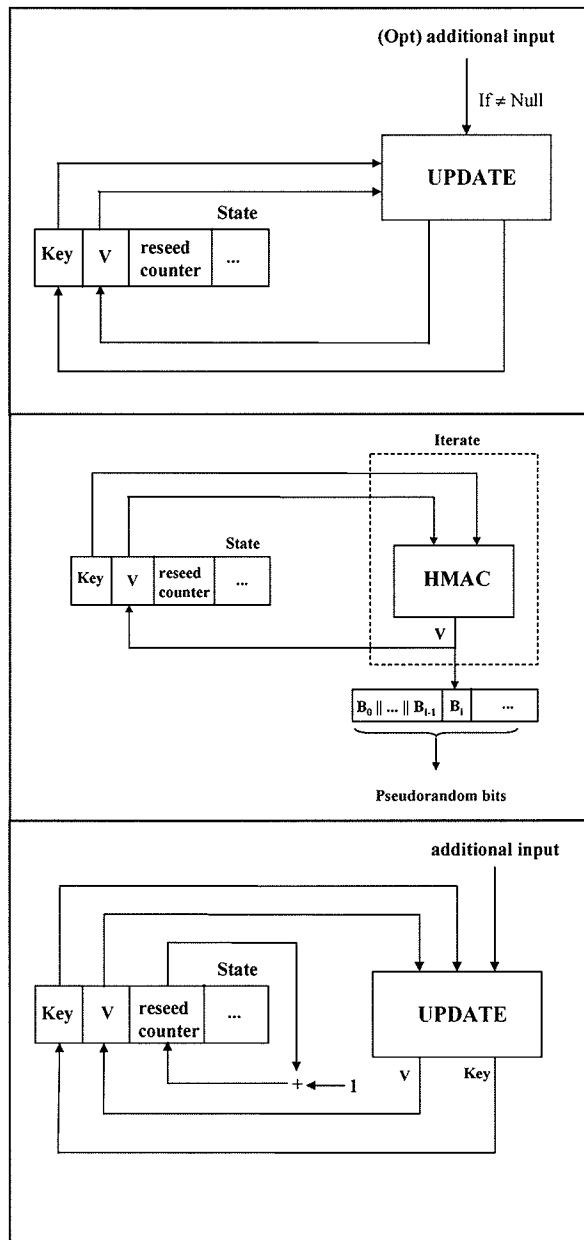 (Opt) additional input
If ≠ Null
UPDATE
State
Key V reseed counter ...
Iterate
State
Key V reseed counter ...
HMAC
V
B₀ || ... || Bᵢ₋₁ Bᵢ ...
Pseudorandom bits
additional input
State
Key V reseed counter ...
UPDATE
V Key
+ 1